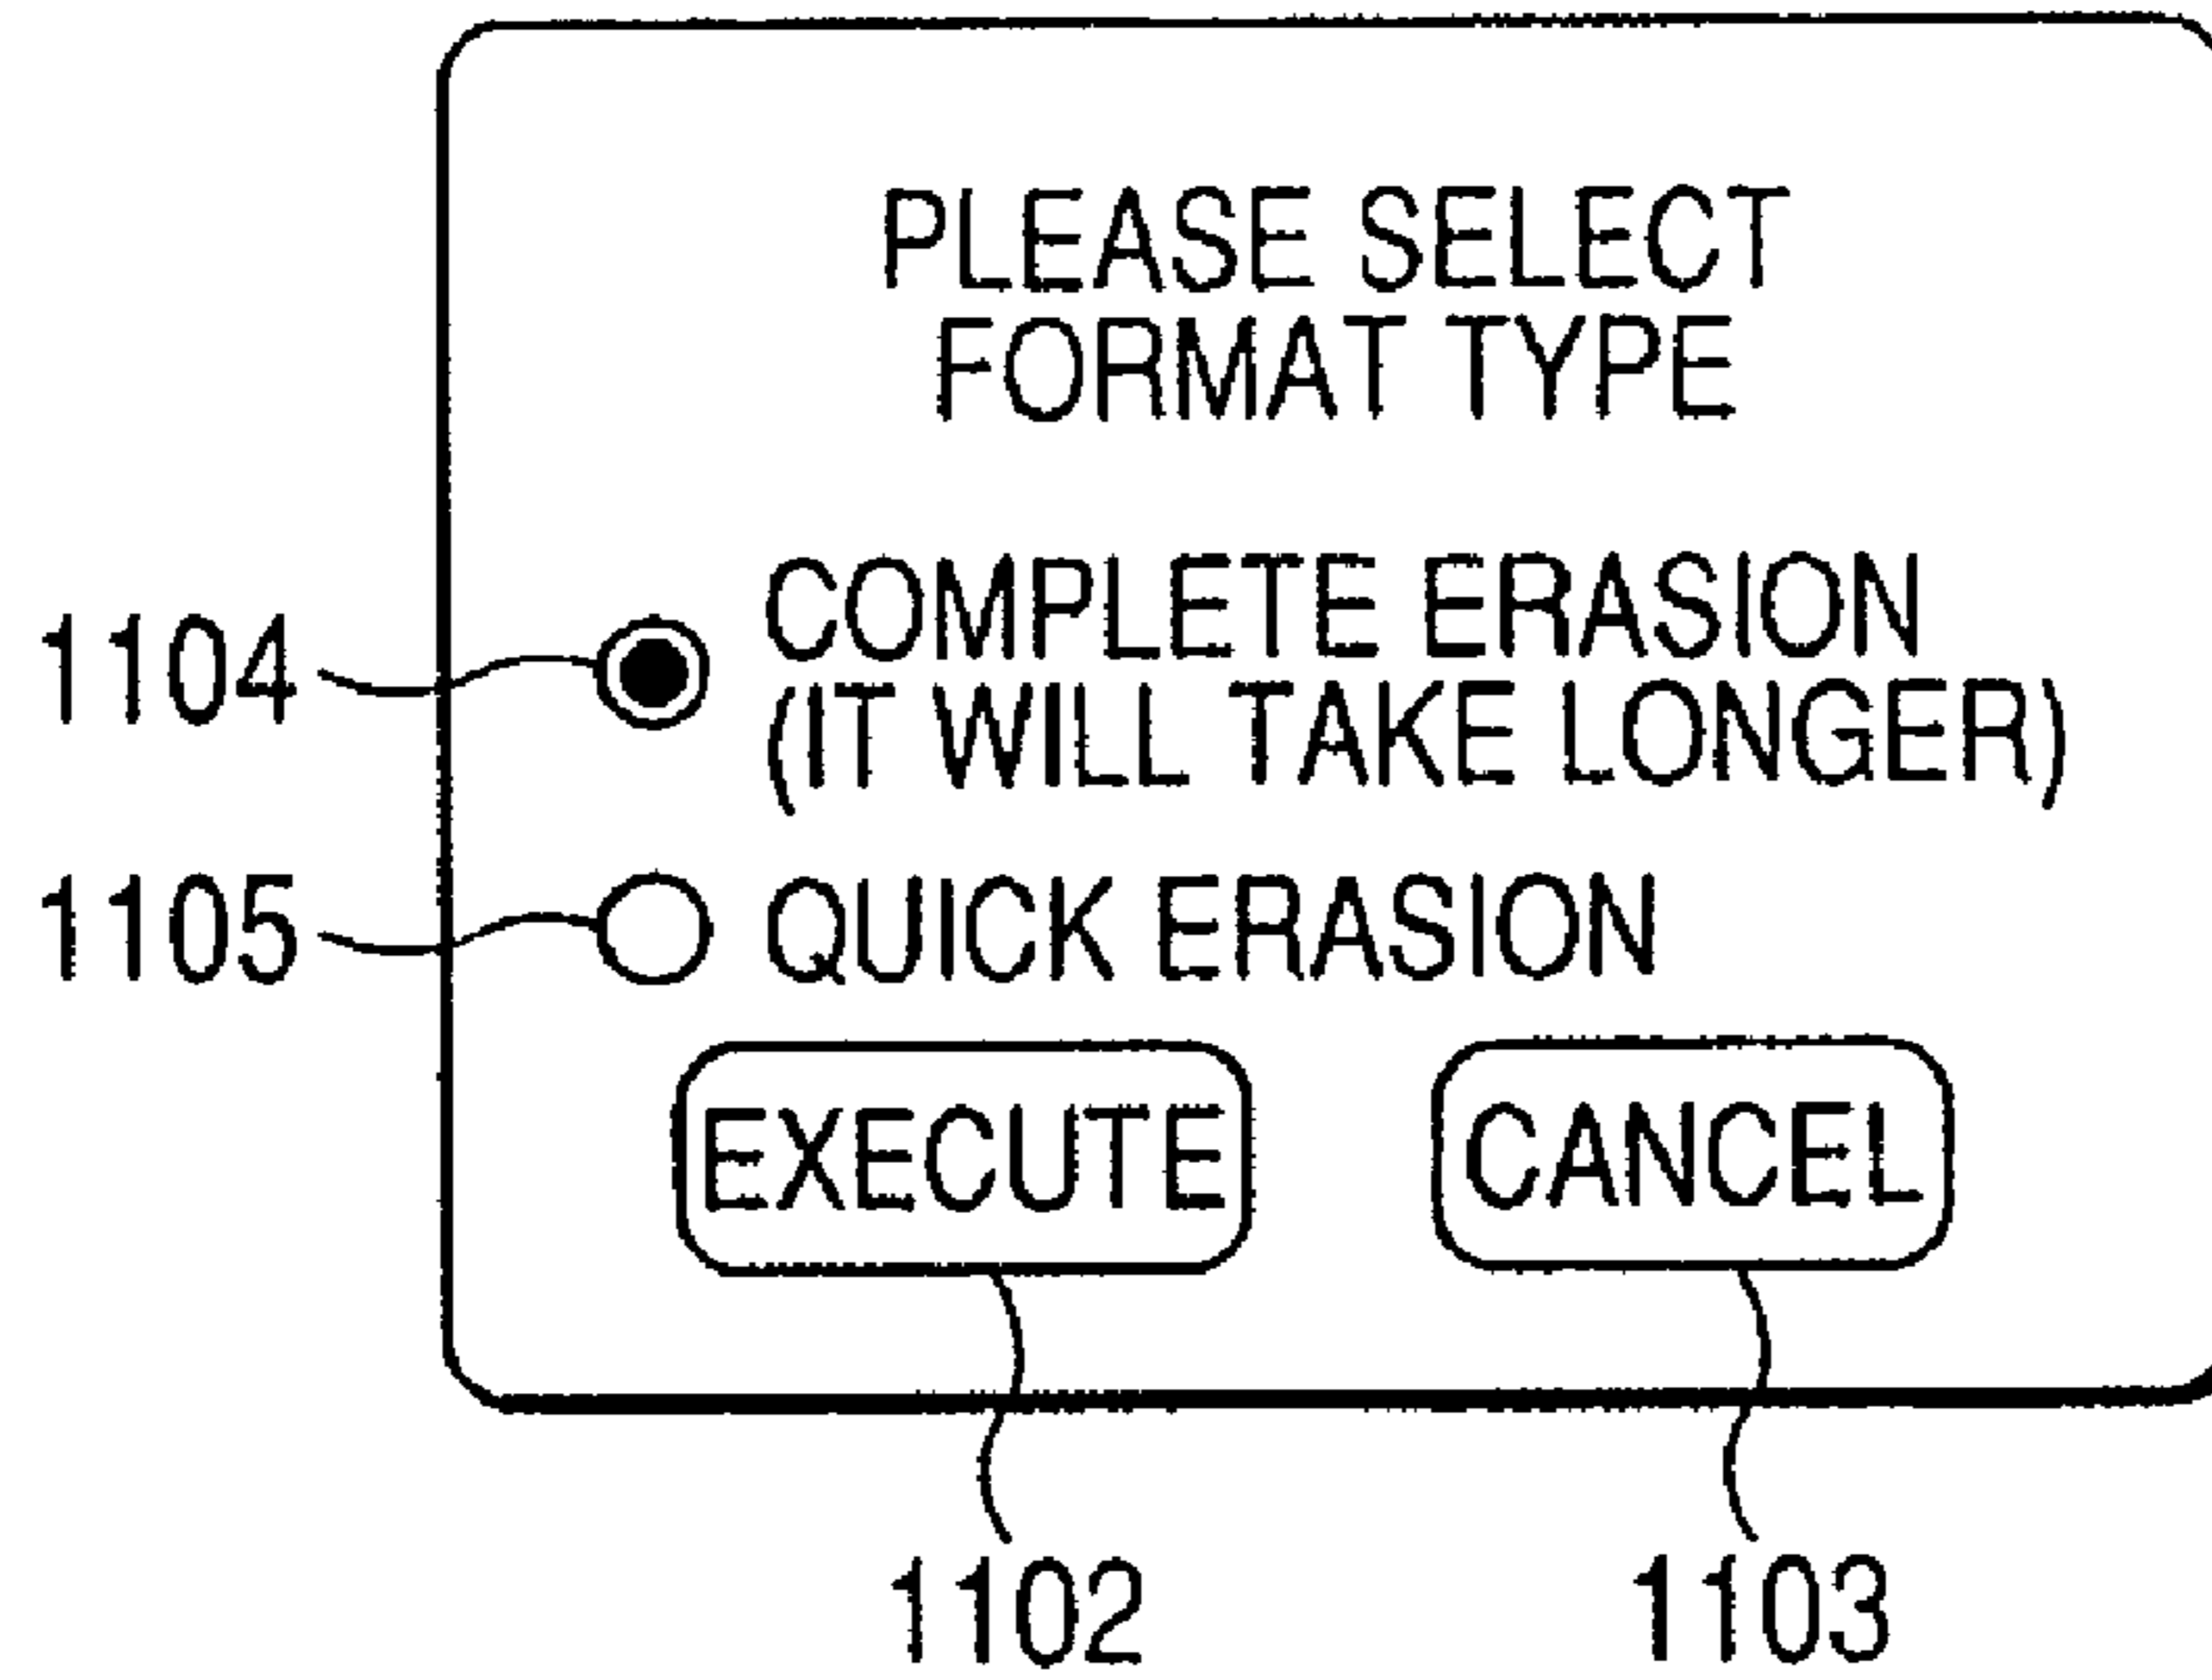 PLEASE SELECT
FORMAT TYPE
COMPLETE ERASION
1104
(IT WILL TAKE LONGER)
1105 QUICK ERASION
EXECUTE CANCEL
1102 1103